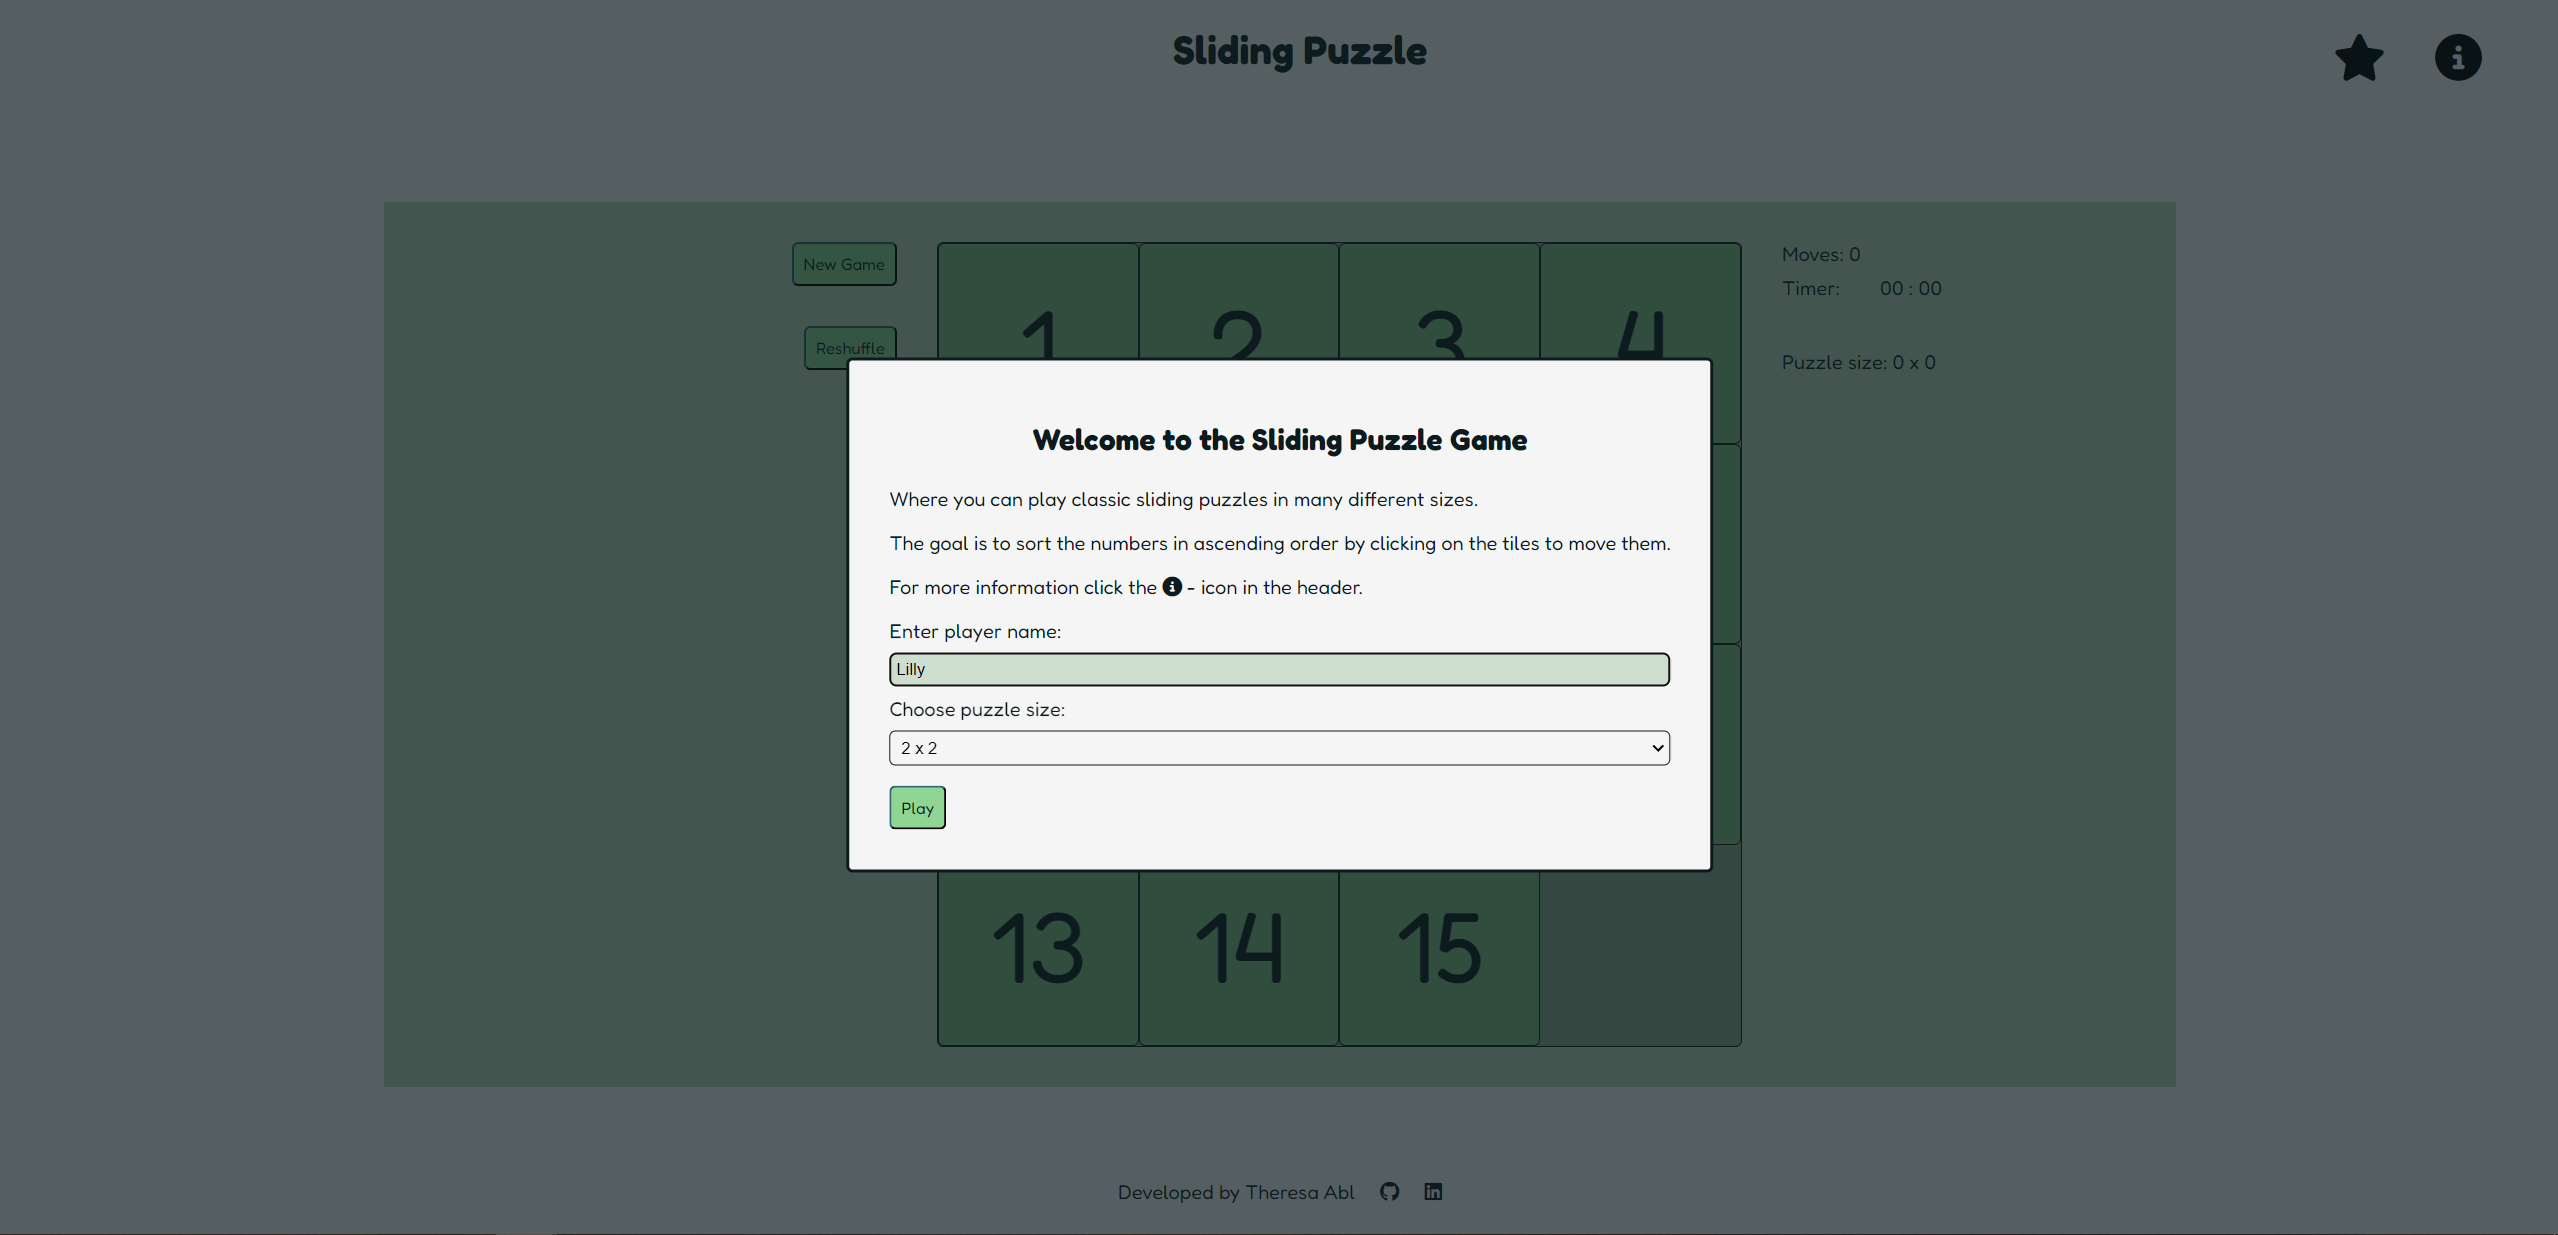 Sliding Puzzle
New Game
Reshuffle
1 2 3 4
Moves: 0
Timer: 00 : 00
Puzzle size: 0 x 0
Welcome to the Sliding Puzzle Game
Where you can play classic sliding puzzles in many different sizes.
The goal is to sort the numbers in ascending order by clicking on the tiles to move them.
For more information click the i - icon in the header.
Enter player name:
Lilly
Choose puzzle size:
2 x 2
Play
13 14 15
Developed by Theresa Abl